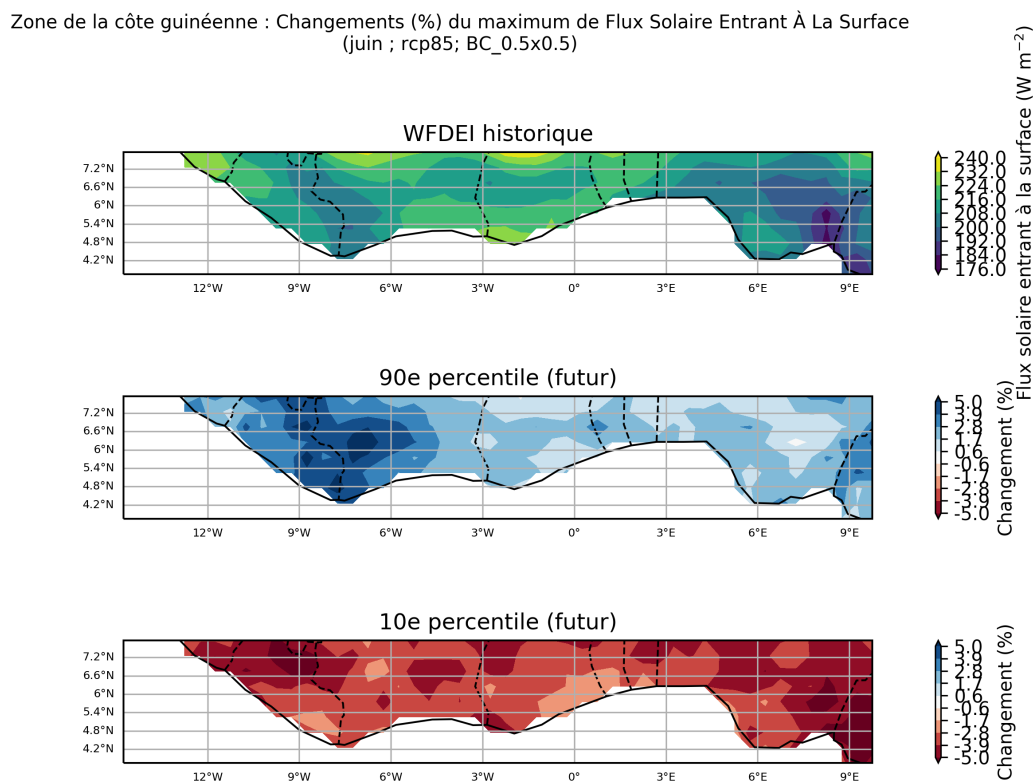 Zone de la côte guinéenne : Changements (%) du maximum de Flux Solaire Entrant À La Surface
(juin ; rcp85; BC_0.5x0.5)
WFDEI historique
7.2°N
6.6°N
6°N
5.4°N
4.8°N
4.2°N
12°W 9°W 6°W 3°W 0° 3°E 6°E 9°E
240.0
232.0
224.0
216.0
208.0
200.0
192.0
184.0
176.0
Flux solaire entrant à la surface (W m⁻²)
90e percentile (futur)
7.2°N
6.6°N
6°N
5.4°N
4.8°N
4.2°N
12°W 9°W 6°W 3°W 0° 3°E 6°E 9°E
5.0
3.9
2.8
1.7
0.6
-0.6
-1.7
-2.8
-3.9
-5.0
Changement (%)
10e percentile (futur)
7.2°N
6.6°N
6°N
5.4°N
4.8°N
4.2°N
12°W 9°W 6°W 3°W 0° 3°E 6°E 9°E
5.0
3.9
2.8
1.7
0.6
-0.6
-1.7
-2.8
-3.9
-5.0
Changement (%)